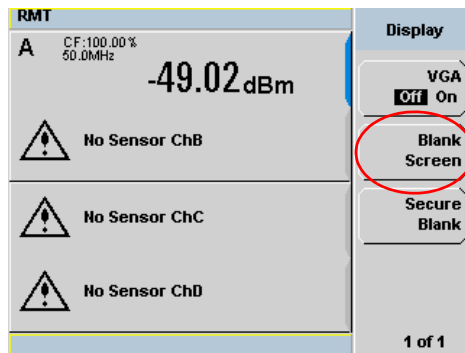 RMT
Display
A
CF:100.00%
50.0MHz
-49.02dBm
VGA
Off On
No Sensor ChB
Blank
Screen
No Sensor ChC
Secure
Blank
No Sensor ChD
1 of 1